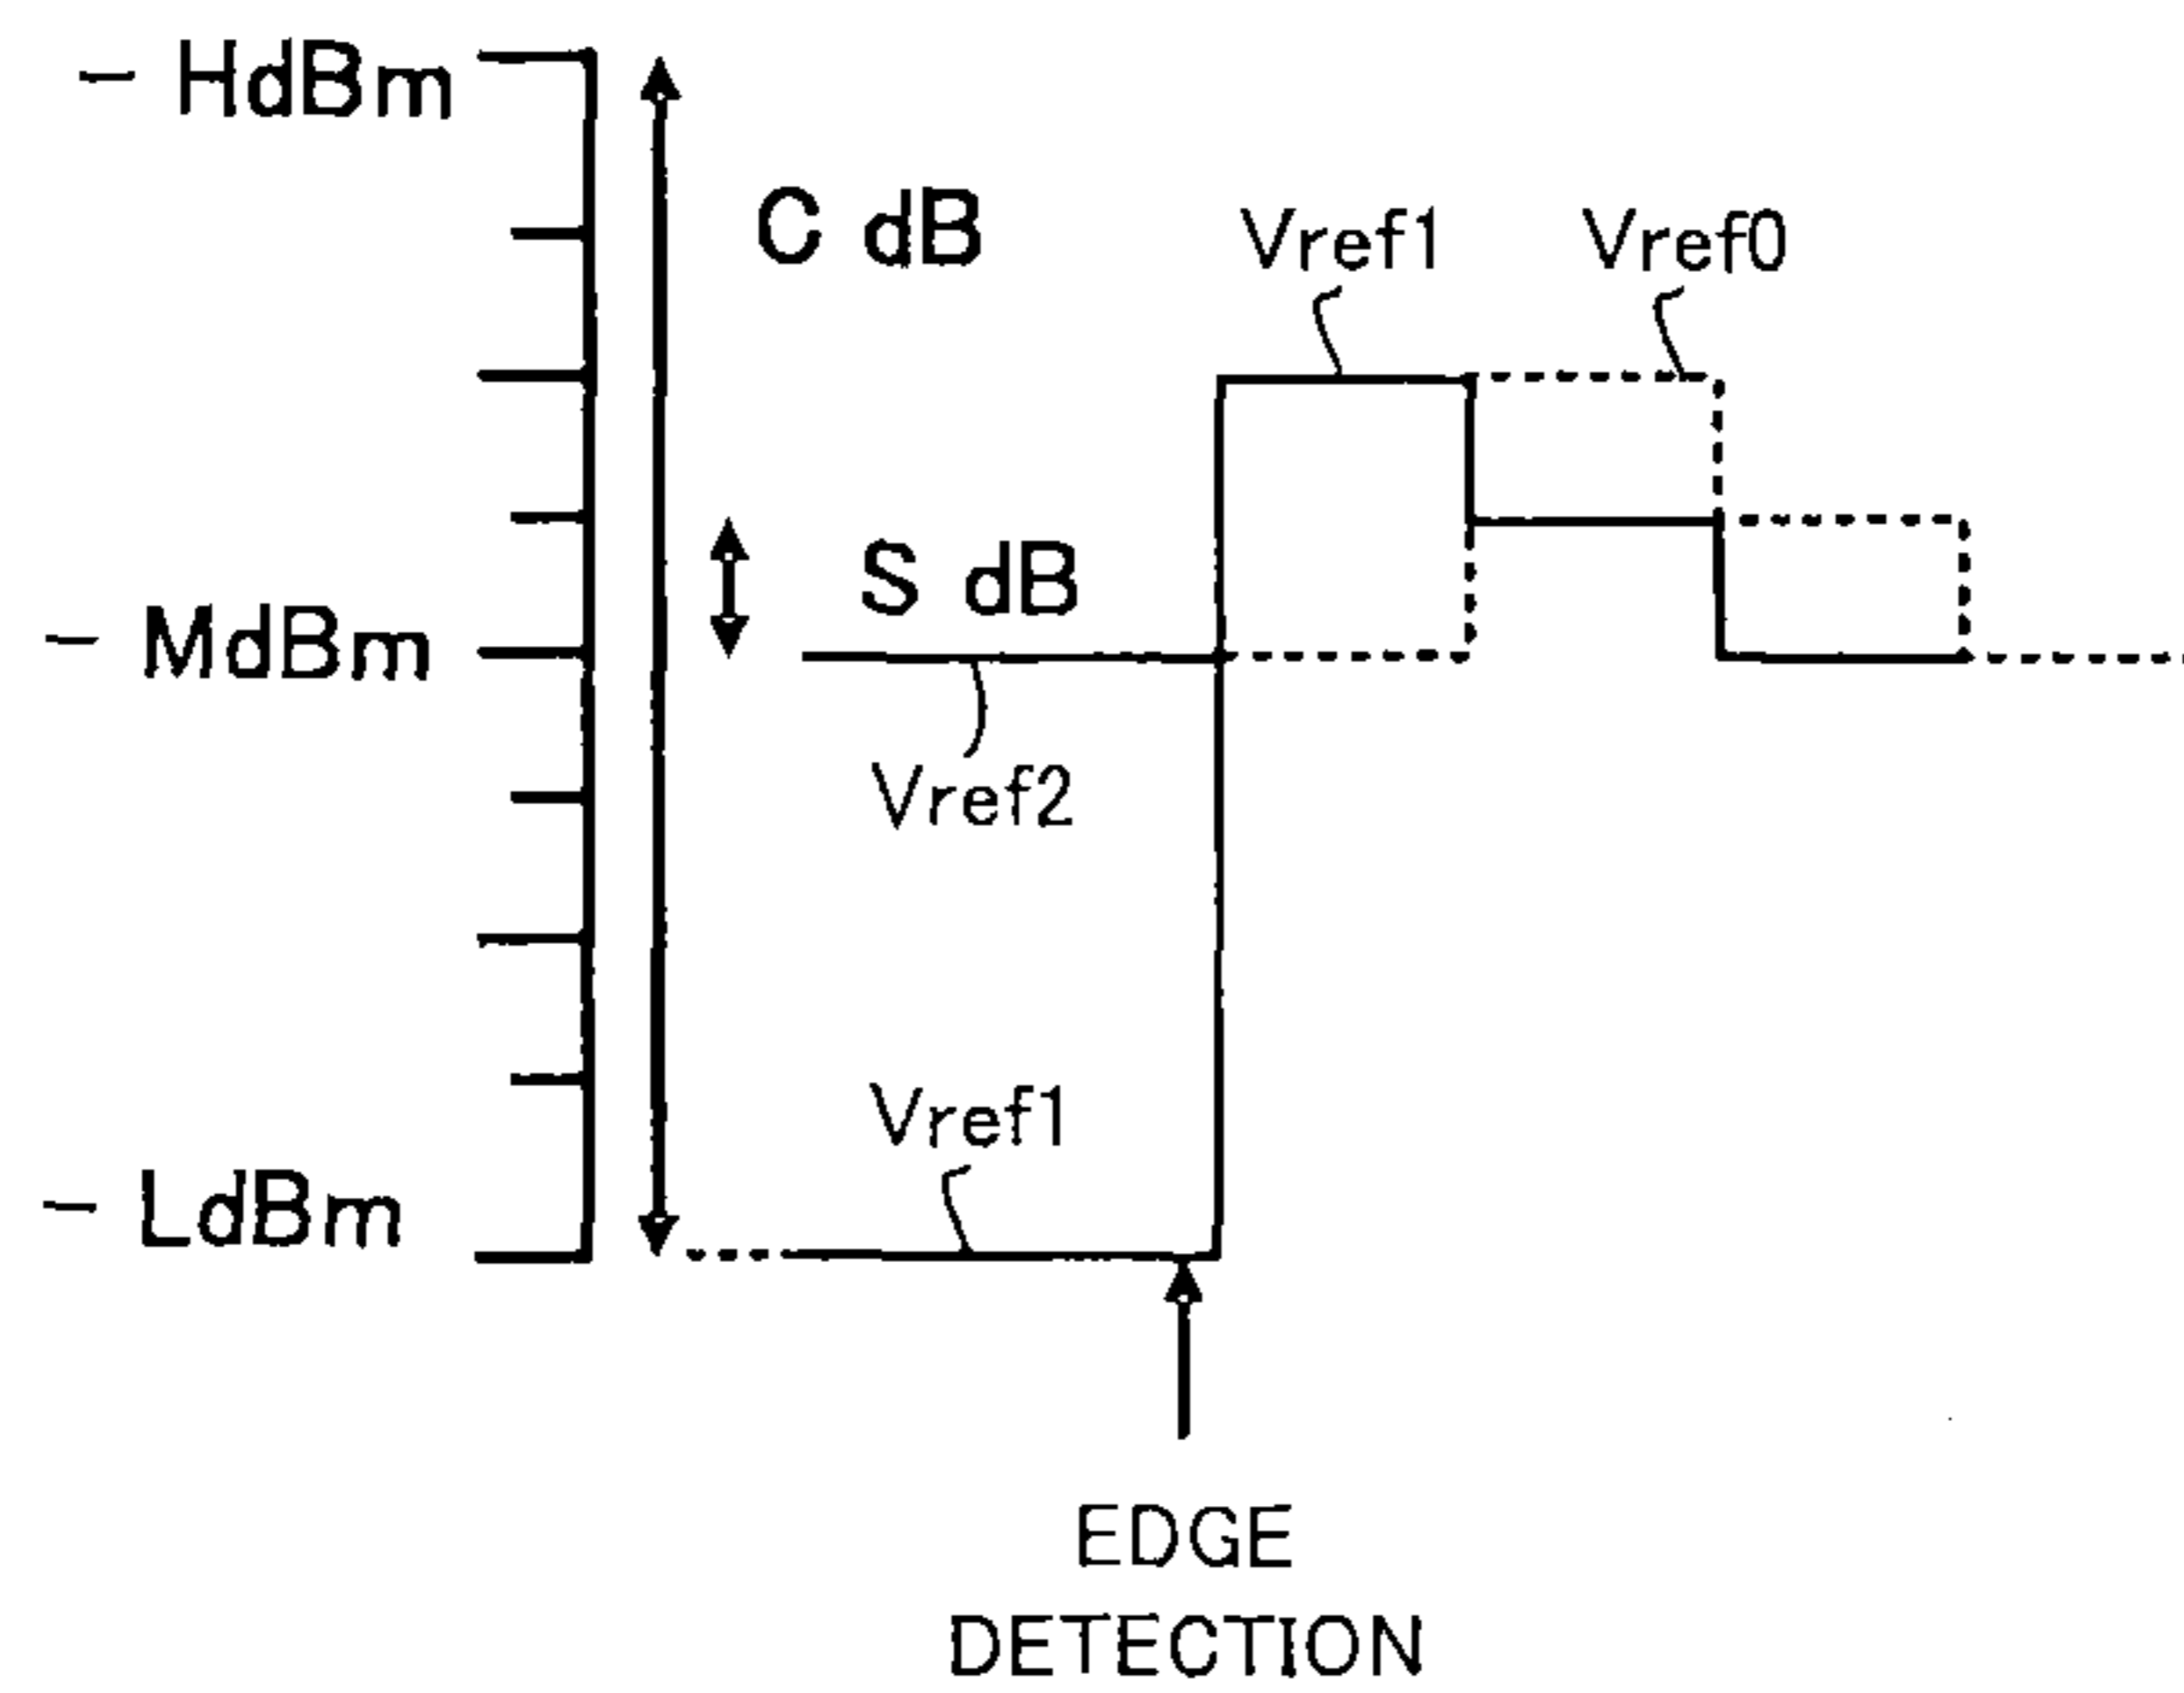 − HdBm
C dB
Vref1
Vref0
S dB
− MdBm
Vref2
Vref1
− LdBm
EDGE
DETECTION